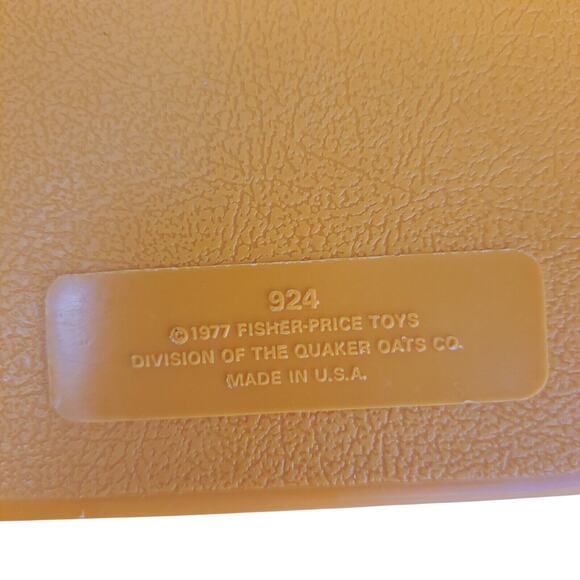 924
©1977 FISHER-PRICE TOYS
DIVISION OF THE QUAKER OATS CO.
MADE IN U.S.A.